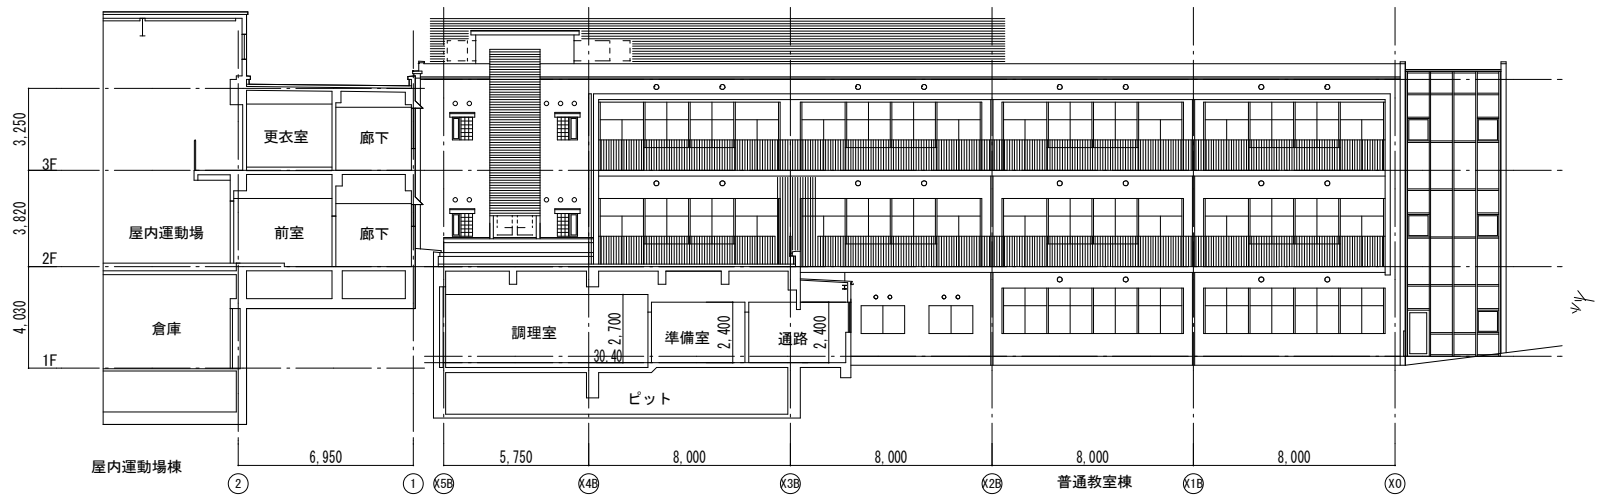 3,250
3F
更衣室
廊下
3,820
屋内運動場
前室
廊下
2F
4,030
倉庫
調理室
2,700
準備室
2,400
通路
2,400
30,40
1F
ピット
屋内運動場棟
6,950
5,750
8,000
8,000
8,000
8,000
普通教室棟
2
1
X5B
X4B
X3B
X2B
X1B
X0